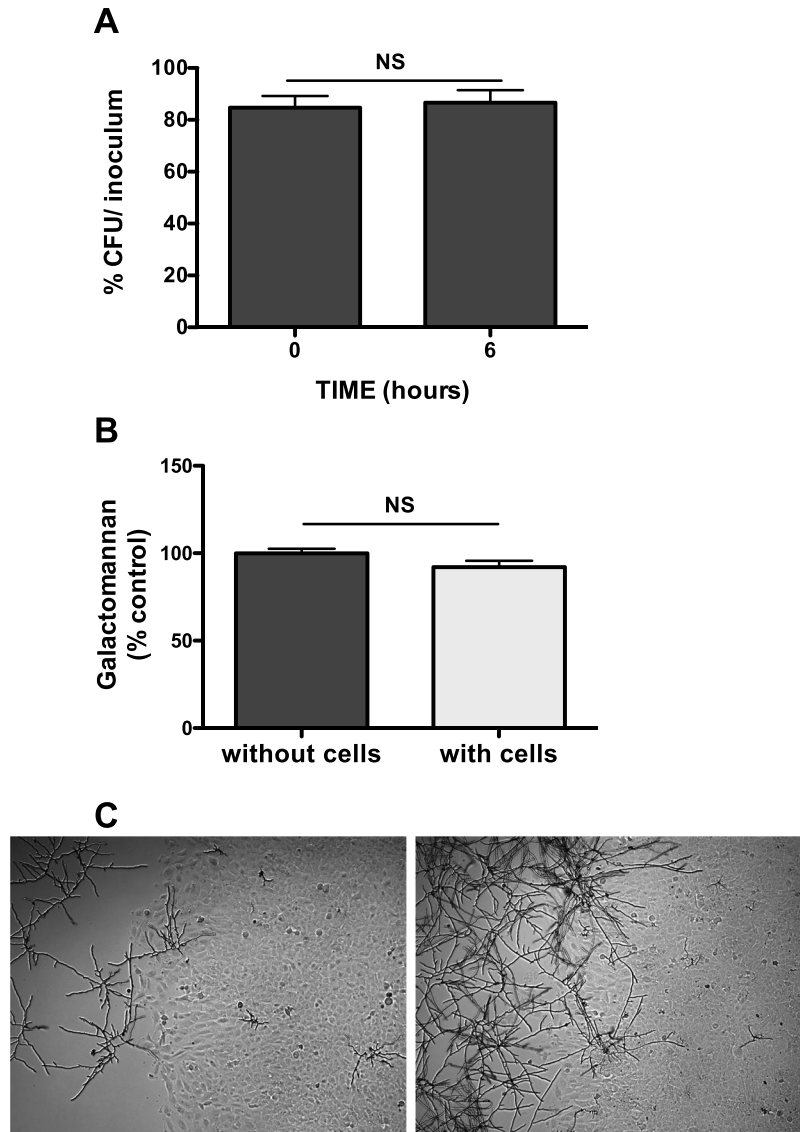 A
NS
100
80
60
40
20
0
% CFU/ inoculum
0
6
TIME (hours)
B
150
100
50
0
NS
Galactomannan
(% control)
without cells
with cells
C